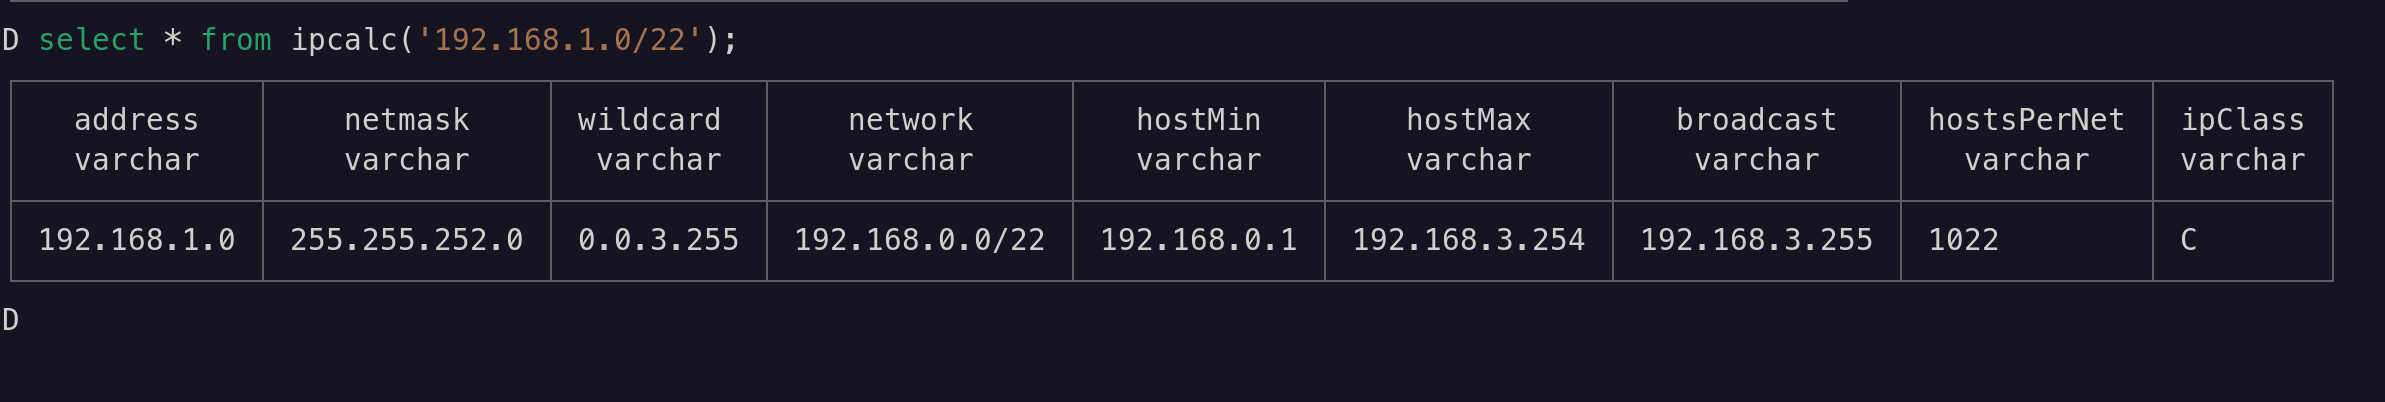 D select * from ipcalc('192.168.1.0/22');
address netmask wildcard network hostMin hostMax broadcast hostsPerNet ipClass
varchar varchar varchar varchar varchar varchar varchar varchar varchar
192.168.1.0 255.255.252.0 0.0.3.255 192.168.0.0/22 192.168.0.1 192.168.3.254 192.168.3.255 1022 C
D